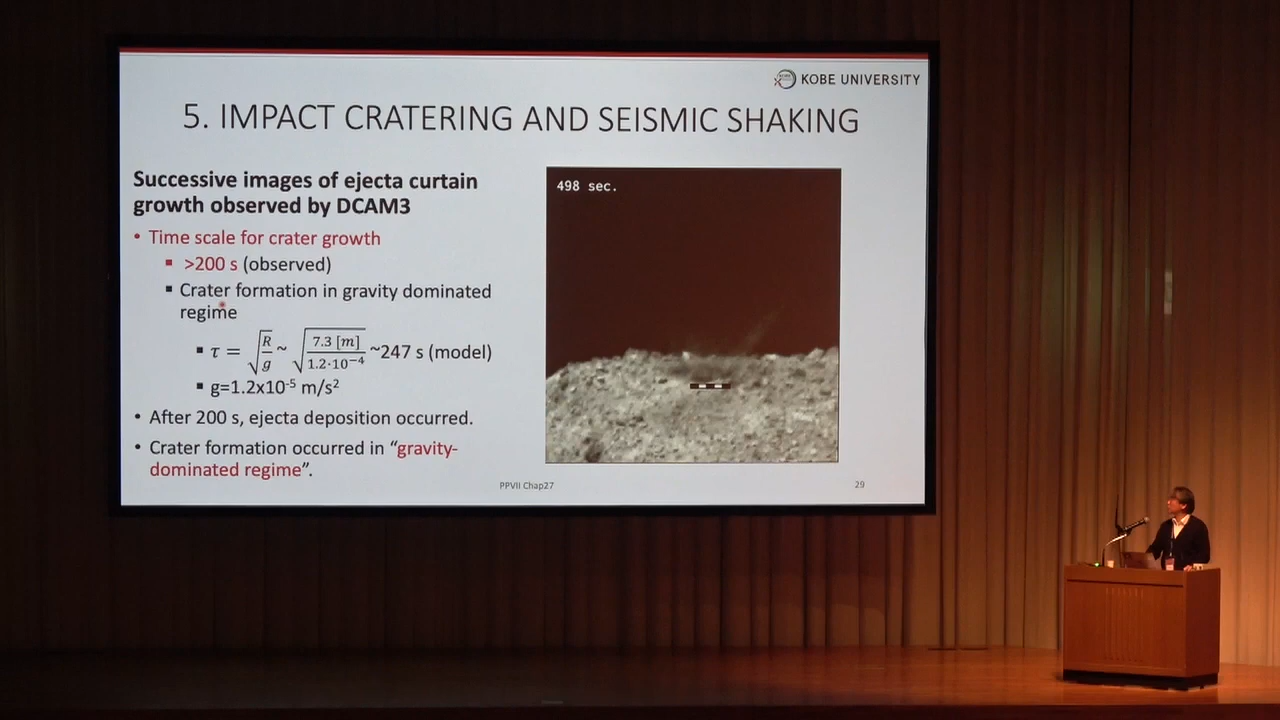 KOBE UNIVERSITY
5. IMPACT CRATERING AND SEISMIC SHAKING
Successive images of ejecta curtain
growth observed by DCAM3
• Time scale for crater growth
▪ >200 s (observed)
▪ Crater formation in gravity dominated
regime
▪ τ = √(R/g) ~ √(7.3 [m]/1.2·10⁻⁴) ~247 s (model)
▪ g=1.2x10⁻⁵ m/s²
• After 200 s, ejecta deposition occurred.
• Crater formation occurred in “gravity-
dominated regime”.
498 sec.
PPVII Chap27
29